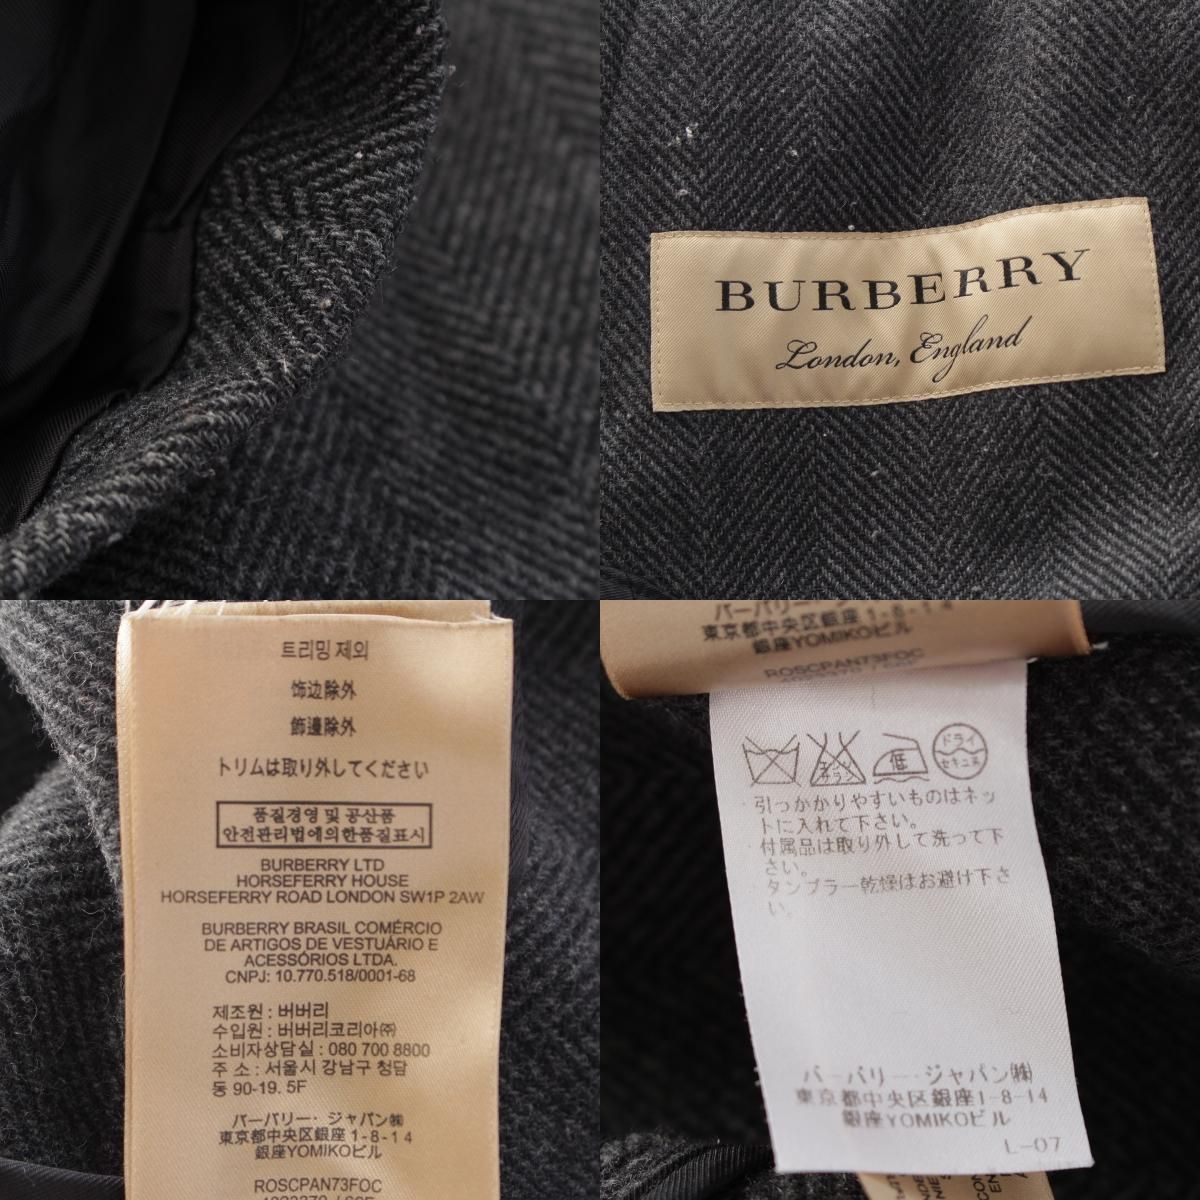 BURBERRY
London, England
트리밍 제외
饰边除外
飾邊除外
トリムは取り外してください
품질경영 및 공산품
안전관리법에의한품질표시
BURBERRY LTD
HORSEFERRY HOUSE
HORSEFERRY ROAD LONDON SW1P 2AW
BURBERRY BRASIL COMÉRCIO
DE ARTIGOS DE VESTUÁRIO E
ACESSÓRIOS LTDA.
CNPJ: 10.770.518/0001-68
제조원 : 버버리
수입원 : 버버리코리아㈜
소비자상담실 : 080 700 8800
주 소 : 서울시 강남구 청담
동 90-19. 5F
バーバリー・ジャパン㈱
東京都中央区銀座1-8-14
銀座YOMIKOビル
ROSCPAN73FOC
バーバリー・ジャパン
東京都中央区銀座1-8-14
銀座YOMIKOビル
ROSCPAN73FOC
エンソ
サラシ
低
ドライ
セキユ系
・引っかかりやすいものはネッ
トに入れて下さい。
・付属品は取り外して洗って下
さい。
・タンブラー乾燥はお避け下さ
い。
バーバリー・ジャパン㈱
東京都中央区銀座1-8-14
銀座YOMIKOビル
L-07